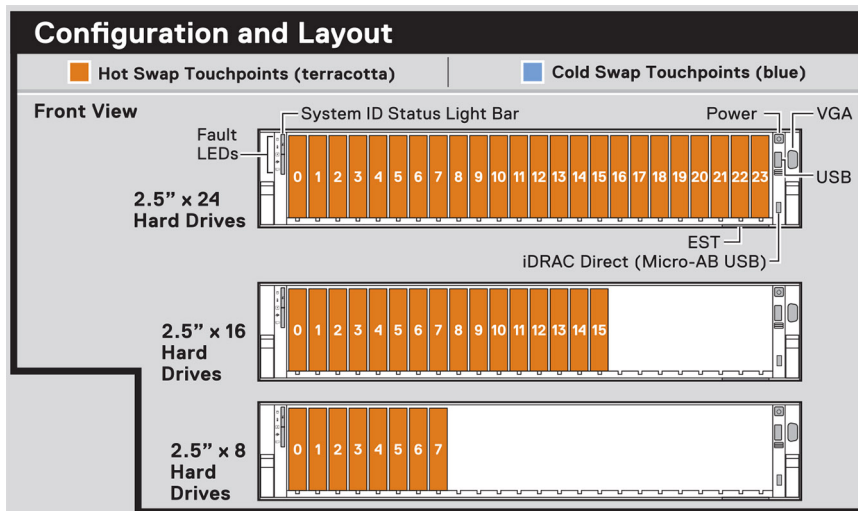 Configuration and Layout
Hot Swap Touchpoints (terracotta)
Cold Swap Touchpoints (blue)
Front View
System ID Status Light Bar
Power
VGA
Fault
LEDs
USB
0 1 2 3 4 5 6 7 8 9 10 11 12 13 14 15 16 17 18 19 20 21 22 23
2.5” x 24
Hard Drives
EST
iDRAC Direct (Micro-AB USB)
0 1 2 3 4 5 6 7 8 9 10 11 12 13 14 15
2.5” x 16
Hard
Drives
0 1 2 3 4 5 6 7
2.5” x 8
Hard
Drives